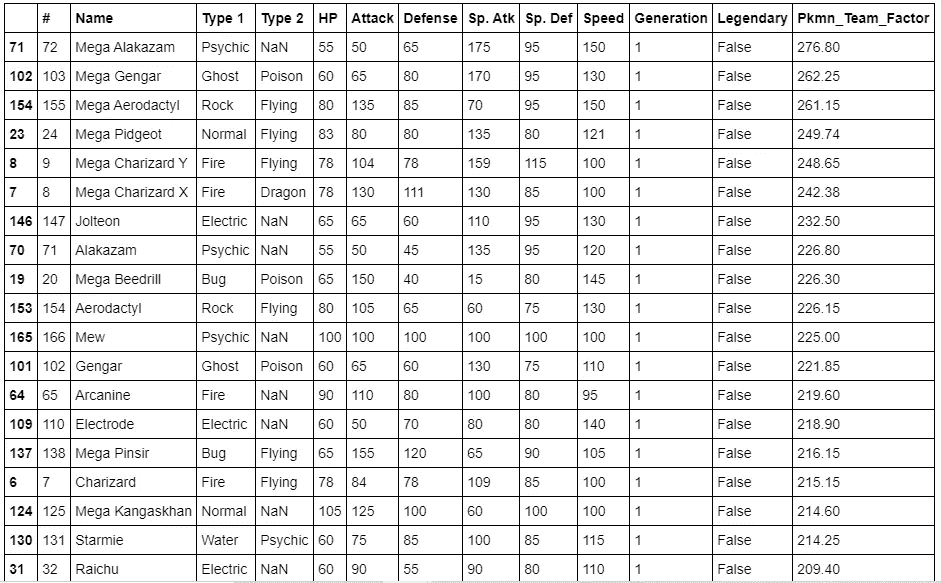 # Name Type 1 Type 2 HP Attack Defense Sp. Atk Sp. Def Speed Generation Legendary Pkmn_Team_Factor
71 72 Mega Alakazam Psychic NaN 55 50 65 175 95 150 1 False 276.80
102 103 Mega Gengar Ghost Poison 60 65 80 170 95 130 1 False 262.25
154 155 Mega Aerodactyl Rock Flying 80 135 85 70 95 150 1 False 261.15
23 24 Mega Pidgeot Normal Flying 83 80 80 135 80 121 1 False 249.74
8 9 Mega Charizard Y Fire Flying 78 104 78 159 115 100 1 False 248.65
7 8 Mega Charizard X Fire Dragon 78 130 111 130 85 100 1 False 242.38
146 147 Jolteon Electric NaN 65 65 60 110 95 130 1 False 232.50
70 71 Alakazam Psychic NaN 55 50 45 135 95 120 1 False 226.80
19 20 Mega Beedrill Bug Poison 65 150 40 15 80 145 1 False 226.30
153 154 Aerodactyl Rock Flying 80 105 65 60 75 130 1 False 226.15
165 166 Mew Psychic NaN 100 100 100 100 100 100 1 False 225.00
101 102 Gengar Ghost Poison 60 65 60 130 75 110 1 False 221.85
64 65 Arcanine Fire NaN 90 110 80 100 80 95 1 False 219.60
109 110 Electrode Electric NaN 60 50 70 80 80 140 1 False 218.90
137 138 Mega Pinsir Bug Flying 65 155 120 65 90 105 1 False 216.15
6 7 Charizard Fire Flying 78 84 78 109 85 100 1 False 215.15
124 125 Mega Kangaskhan Normal NaN 105 125 100 60 100 100 1 False 214.60
130 131 Starmie Water Psychic 60 75 85 100 85 115 1 False 214.25
31 32 Raichu Electric NaN 60 90 55 90 80 110 1 False 209.40